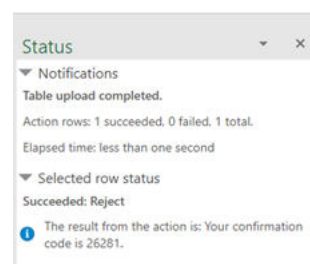 Status
Notifications
Table upload completed.
Action rows: 1 succeeded, 0 failed, 1 total.
Elapsed time: less than one second
Selected row status
Succeeded: Reject
The result from the action is: Your confirmation
code is 26281.